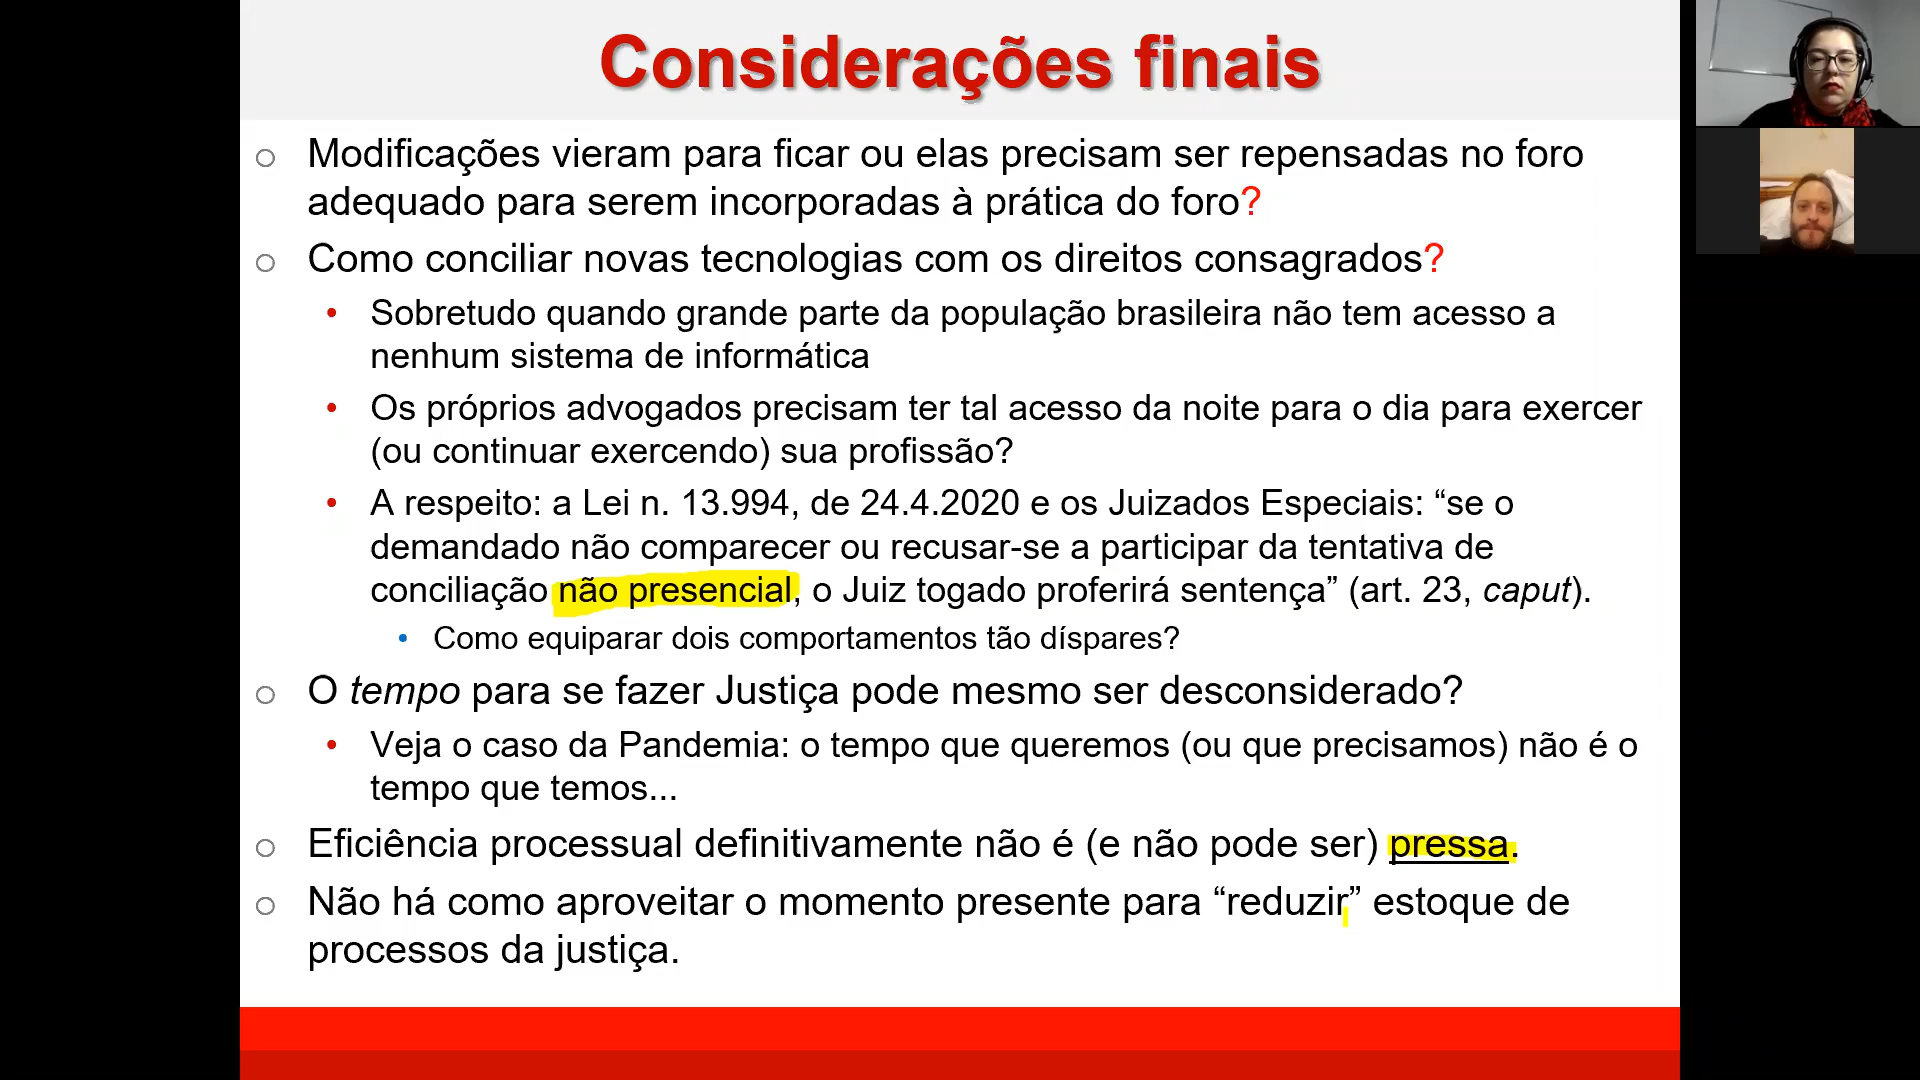 Considerações finais
Modificações vieram para ficar ou elas precisam ser repensadas no foro
adequado para serem incorporadas à prática do foro?
Como conciliar novas tecnologias com os direitos consagrados?
Sobretudo quando grande parte da população brasileira não tem acesso a
nenhum sistema de informática
Os próprios advogados precisam ter tal acesso da noite para o dia para exercer
(ou continuar exercendo) sua profissão?
A respeito: a Lei n. 13.994, de 24.4.2020 e os Juizados Especiais: “se o
demandado não comparecer ou recusar-se a participar da tentativa de
conciliação não presencial, o Juiz togado proferirá sentença” (art. 23, caput).
Como equiparar dois comportamentos tão díspares?
O tempo para se fazer Justiça pode mesmo ser desconsiderado?
Veja o caso da Pandemia: o tempo que queremos (ou que precisamos) não é o
tempo que temos...
Eficiência processual definitivamente não é (e não pode ser) pressa.
Não há como aproveitar o momento presente para “reduzir” estoque de
processos da justiça.